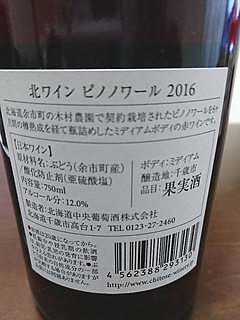 北ワイン ピノノワール 2016
北海道余市町の木村農園で契約栽培されたピノノワールを8ヶ
月間の樽熟成を経て瓶詰めしたミディアムボディの赤ワインです。
【日本ワイン】
原材料名:ぶどう(余市町産)
/酸化防止剤(亜硫酸塩)
内容量:750ml
アルコール分:12.0%
ボディ:ミディアム
醸造地:千歳市
品目:果実酒
醸造者:北海道中央葡萄酒株式会社
北海道千歳市高台1-7 TEL 0123-27-2460
4 562388 293130
http://www.chitose-winery.jp